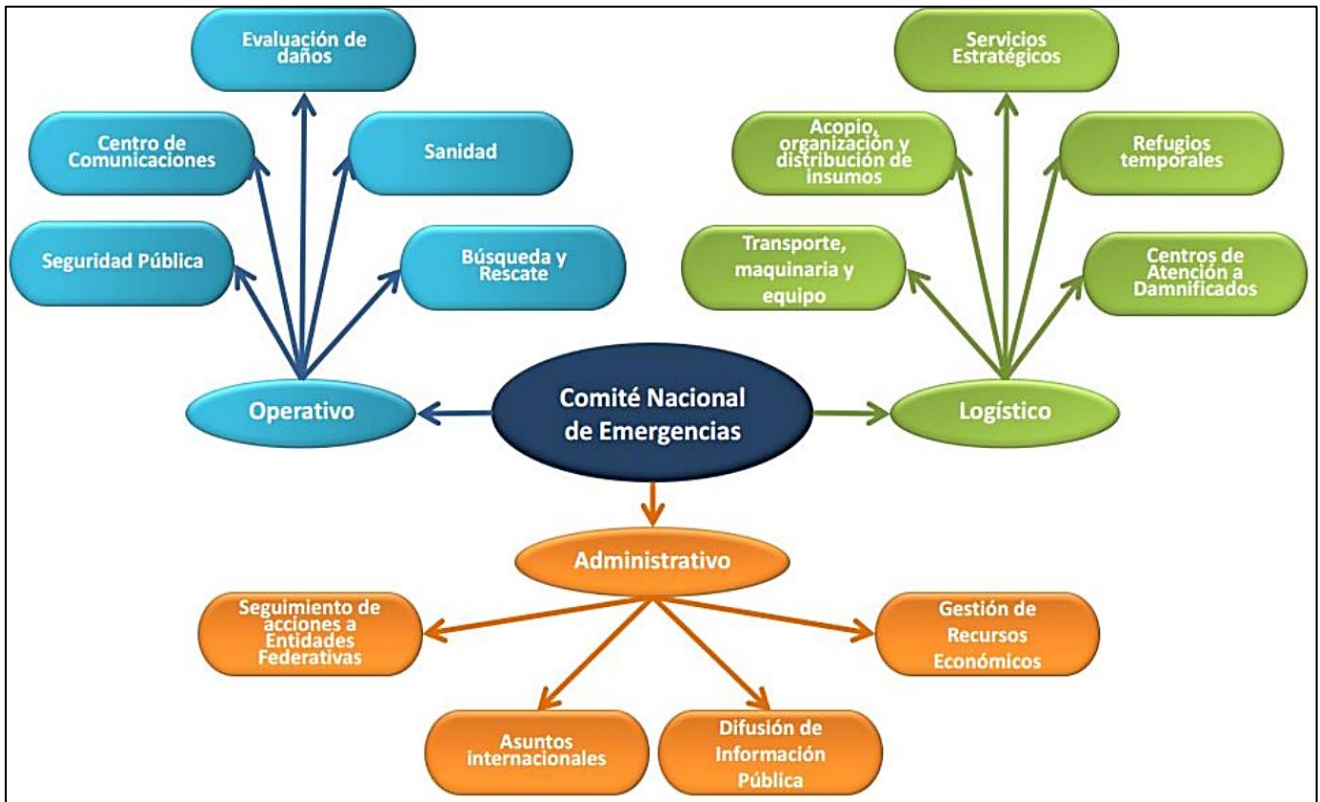 Evaluación de
daños
Centro de
Comunicaciones
Sanidad
Seguridad Pública
Búsqueda y
Rescate
Operativo
Servicios
Estratégicos
Acopio,
organización y
distribución de
insumos
Refugios
temporales
Transporte,
maquinaria y
equipo
Centros de
Atención a
Damnificados
Logístico
Comité Nacional
de Emergencias
Administrativo
Seguimiento de
acciones a
Entidades
Federativas
Asuntos
internacionales
Difusión de
Información
Pública
Gestión de
Recursos
Económicos